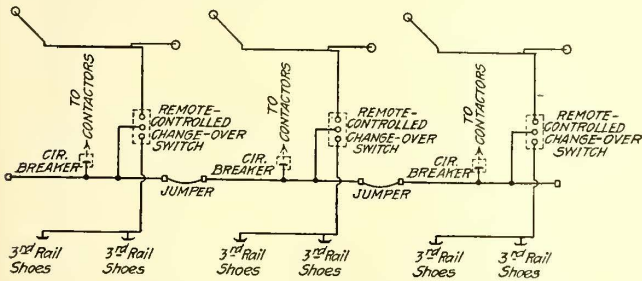 TO
CONTACTORS
REMOTE-
CONTROLLED
CHANGE-OVER
SWITCH
CIR.
BREAKER
JUMPER
3rd Rail
Shoes
3rd Rail
Shoes
TO
CONTACTORS
REMOTE-
CONTROLLED
CHANGE-OVER
SWITCH
CIR.
BREAKER
JUMPER
3rd Rail
Shoes
3rd Rail
Shoes
TO
CONTACTORS
REMOTE-
CONTROLLED
CHANGE-OVER
SWITCH
CIR.
BREAKER
3rd Rail
Shoes
3rd Rail
Shoes